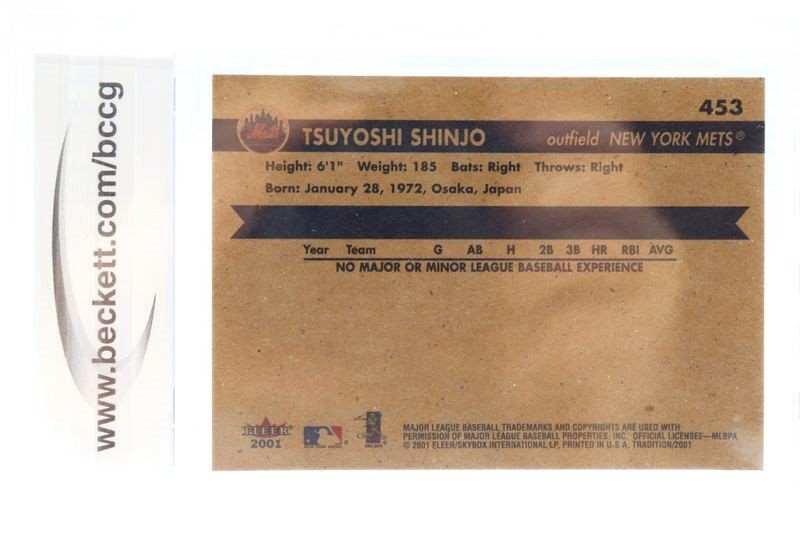 www.beckett.com/bccg
453
Mets
TSUYOSHI SHINJO outfield NEW YORK METS®
Height: 6'1" Weight: 185 Bats: Right Throws: Right
Born: January 28, 1972, Osaka, Japan
Year Team G AB H 2B 3B HR RBI AVG
NO MAJOR OR MINOR LEAGUE BASEBALL EXPERIENCE
FLEER
2001
MAJOR LEAGUE BASEBALL TRADEMARKS AND COPYRIGHTS ARE USED WITH
PERMISSION OF MAJOR LEAGUE BASEBALL PROPERTIES, INC. OFFICIAL LICENSEE—MLBPA
© 2001 FLEER/SKYBOX INTERNATIONAL LP, PRINTED IN U.S.A. TRADITION/2001